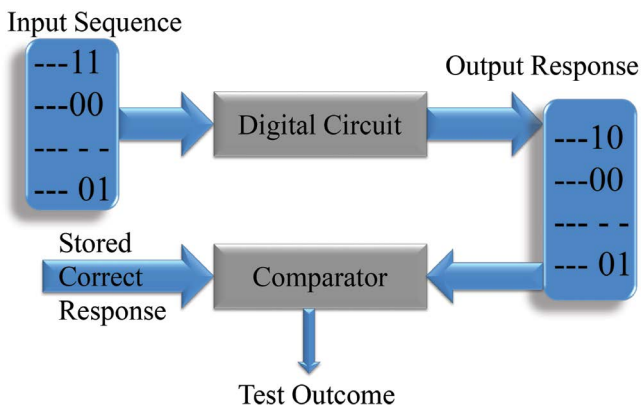 Input Sequence
---11
---00
--- - -
--- 01
Digital Circuit
Output Response
---10
---00
--- - -
--- 01
Stored
Correct
Response
Comparator
Test Outcome